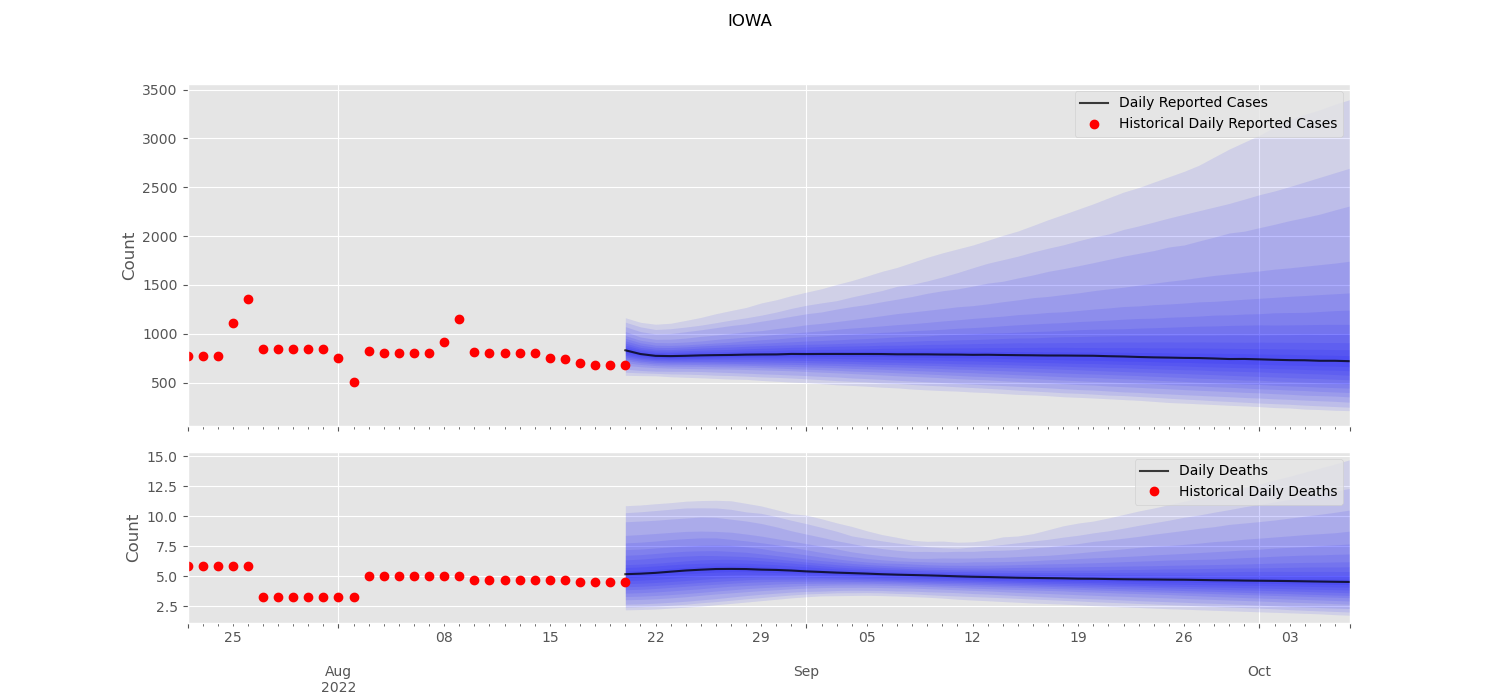 IOWA
3500
3000
2500
2000
1500
1000
500
Count
Daily Reported Cases
Historical Daily Reported Cases
15.0
12.5
10.0
7.5
5.0
2.5
Count
Daily Deaths
Historical Daily Deaths
25 08 15 22 29 05 12 19 26 03
Aug Sep Oct
2022